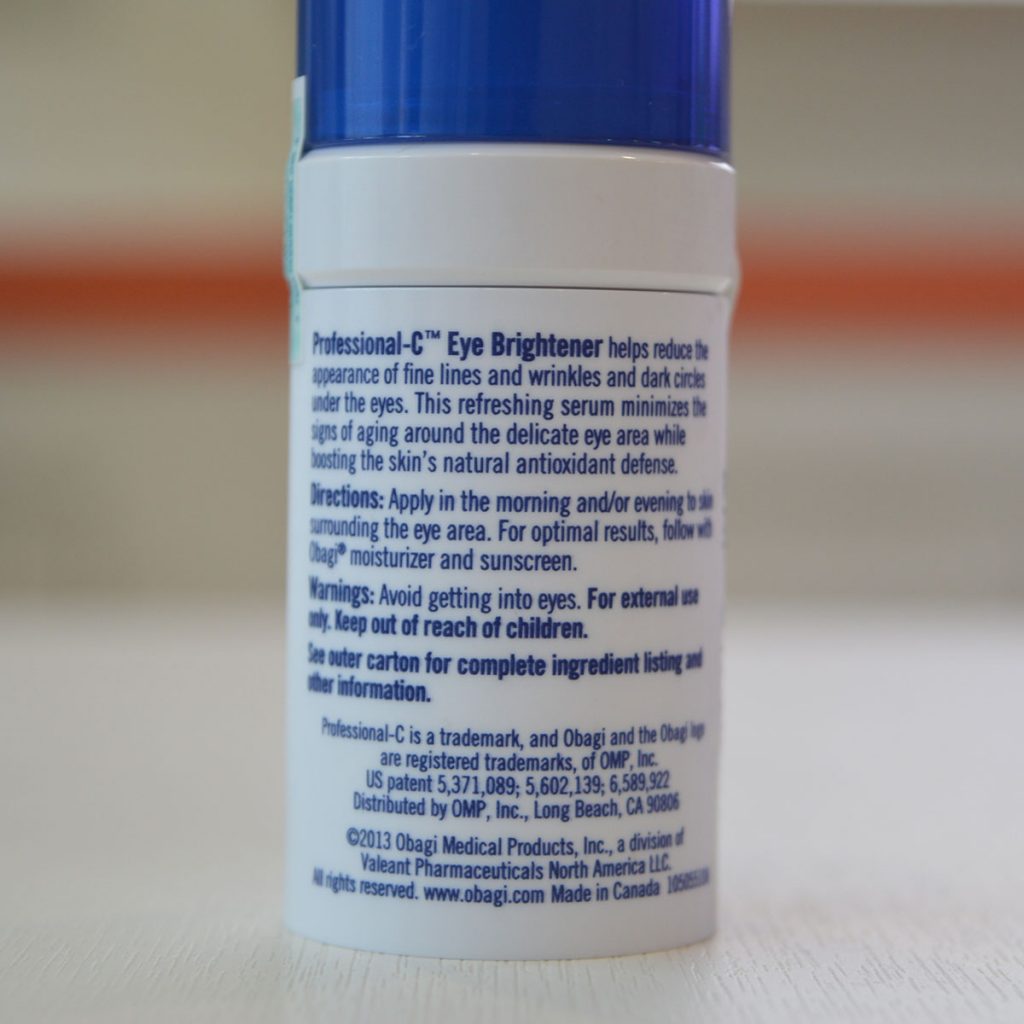 Professional-C™ Eye Brightener helps reduce the
appearance of fine lines and wrinkles and dark circles
under the eyes. This refreshing serum minimizes the
signs of aging around the delicate eye area while
boosting the skin's natural antioxidant defense.
Directions: Apply in the morning and/or evening to skin
surrounding the eye area. For optimal results, follow with
Obagi® moisturizer and sunscreen.
Warnings: Avoid getting into eyes. For external use
only. Keep out of reach of children.
See outer carton for complete ingredient listing and
other information.
Professional-C is a trademark, and Obagi and the Obagi logo
are registered trademarks, of OMP, Inc.
US patent 5,371,089; 5,602,139; 6,589,922
Distributed by OMP, Inc., Long Beach, CA 90806
©2013 Obagi Medical Products, Inc., a division of
Valeant Pharmaceuticals North America LLC.
All rights reserved. www.obagi.com Made in Canada